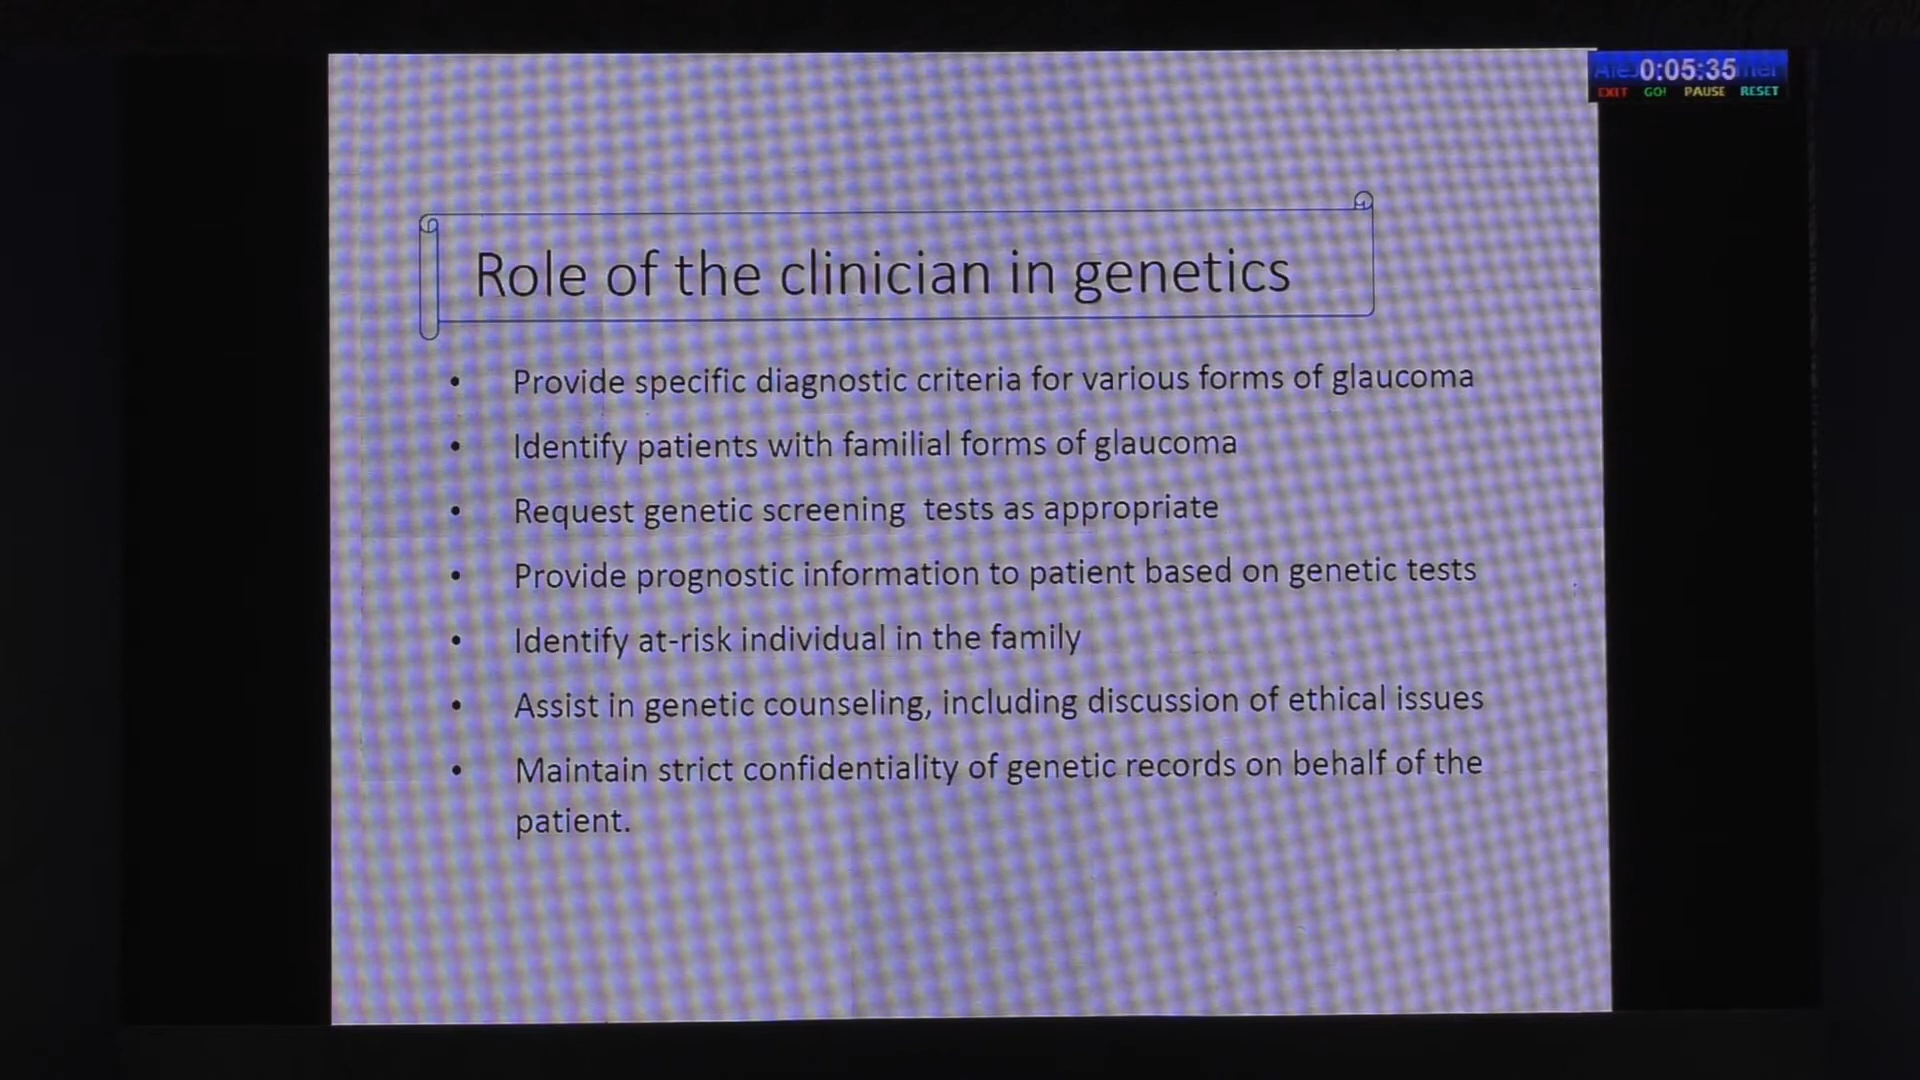 0:05:35
EXIT GO! PAUSE RESET
Role of the clinician in genetics
• Provide specific diagnostic criteria for various forms of glaucoma
• Identify patients with familial forms of glaucoma
• Request genetic screening  tests as appropriate
• Provide prognostic information to patient based on genetic tests
• Identify at-risk individual in the family
• Assist in genetic counseling, including discussion of ethical issues
• Maintain strict confidentiality of genetic records on behalf of the
patient.